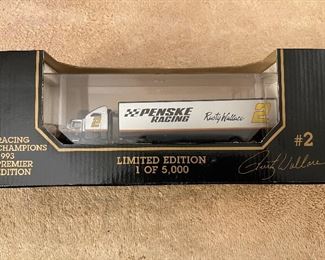 PENSKE
RACING
Rusty Wallace
2
2
RACING
CHAMPIONS
1993
PREMIER
EDITION
LIMITED EDITION
1 OF 5,000
#2
Rusty Wallace